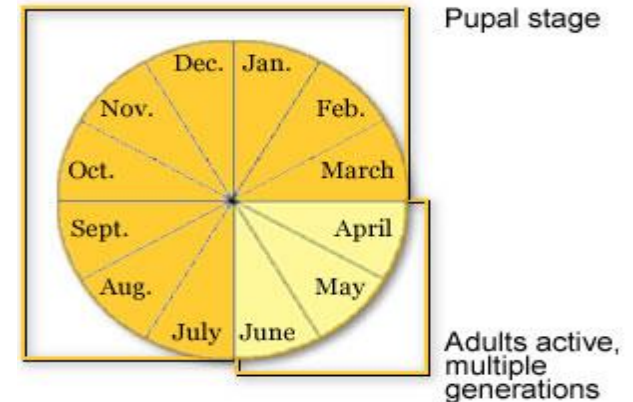 Pupal stage
Dec. Jan.
Nov. Feb.
Oct. March
Sept. April
Aug. May
July June
Adults active,
multiple
generations